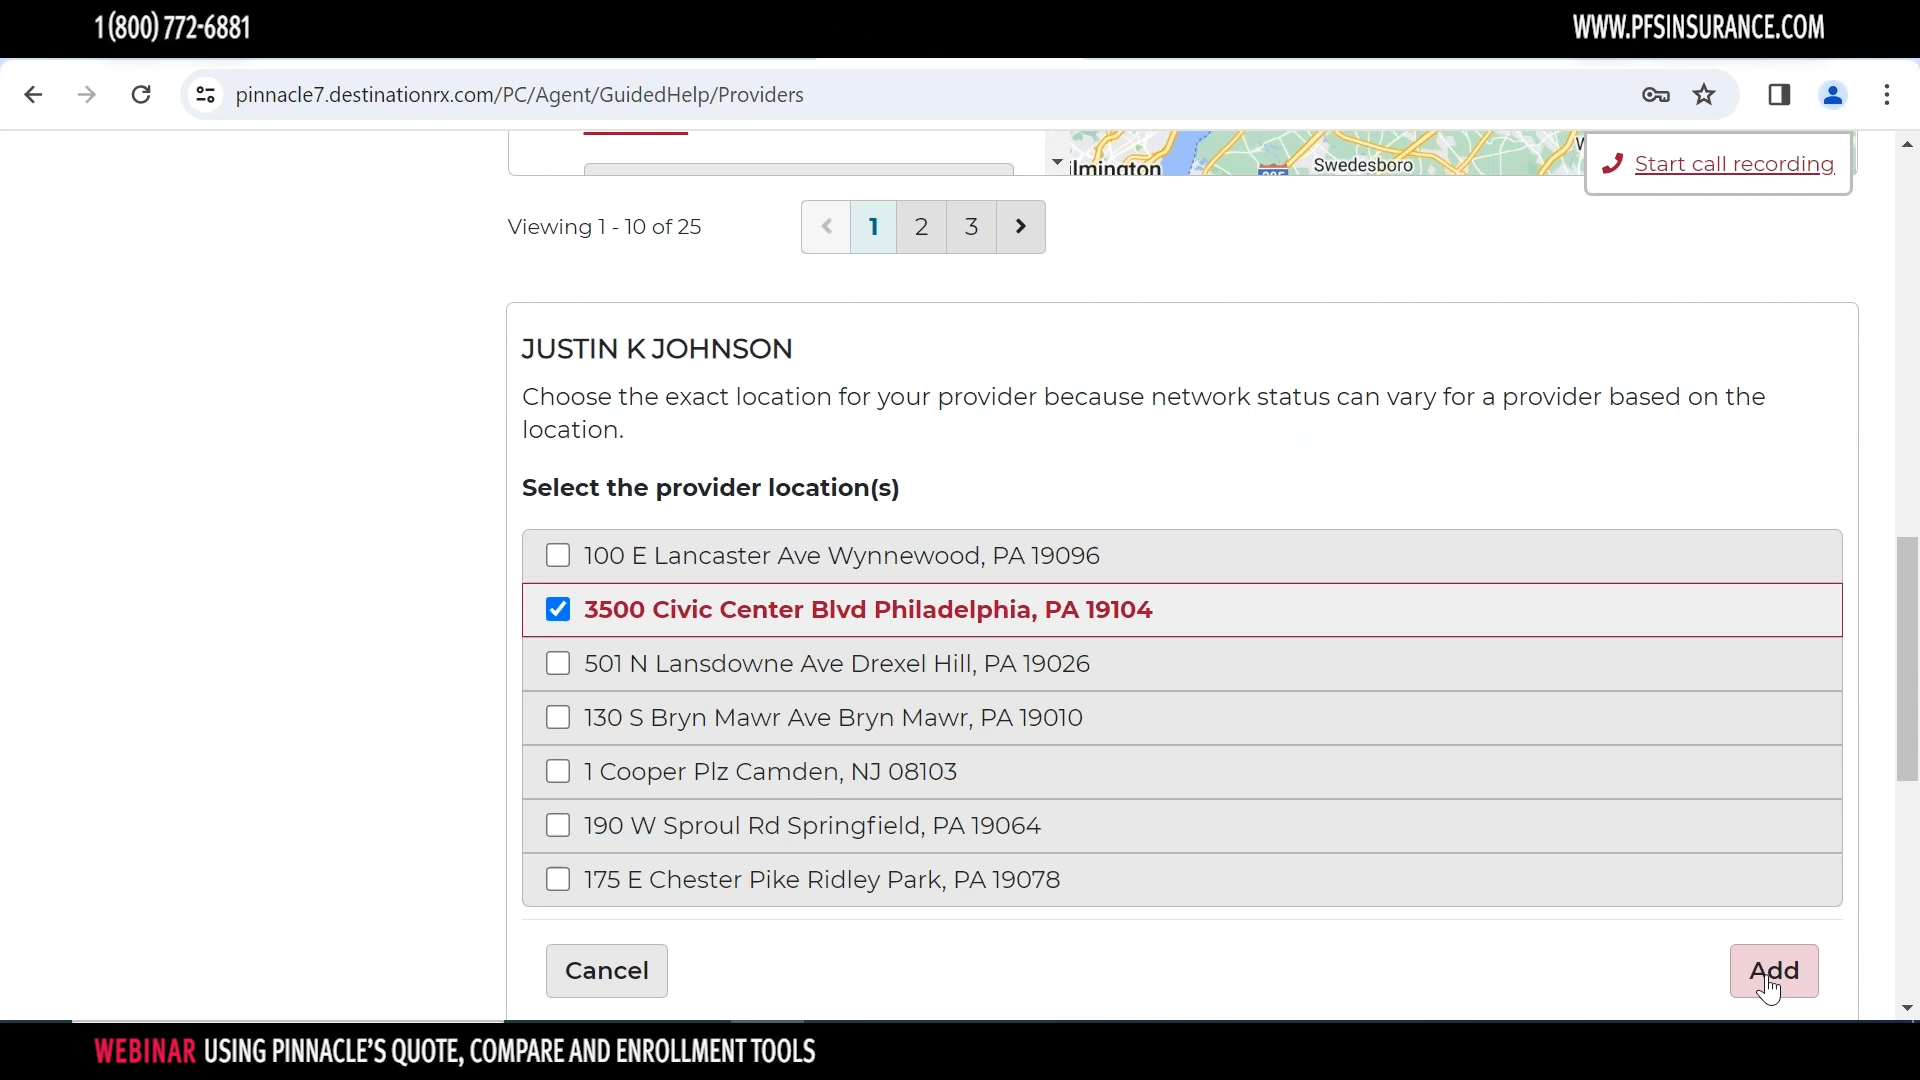 1 (800) 772-6881
WWW.PFSINSURANCE.COM
pinnacle7.destinationrx.com/PC/Agent/GuidedHelp/Providers
ilmington
295
Swedesboro
Start call recording
Viewing 1 - 10 of 25
1
2
3
JUSTIN K JOHNSON
Choose the exact location for your provider because network status can vary for a provider based on the
location.
Select the provider location(s)
100 E Lancaster Ave Wynnewood, PA 19096
3500 Civic Center Blvd Philadelphia, PA 19104
501 N Lansdowne Ave Drexel Hill, PA 19026
130 S Bryn Mawr Ave Bryn Mawr, PA 19010
1 Cooper Plz Camden, NJ 08103
190 W Sproul Rd Springfield, PA 19064
175 E Chester Pike Ridley Park, PA 19078
Cancel
Add
WEBINAR USING PINNACLE'S QUOTE, COMPARE AND ENROLLMENT TOOLS